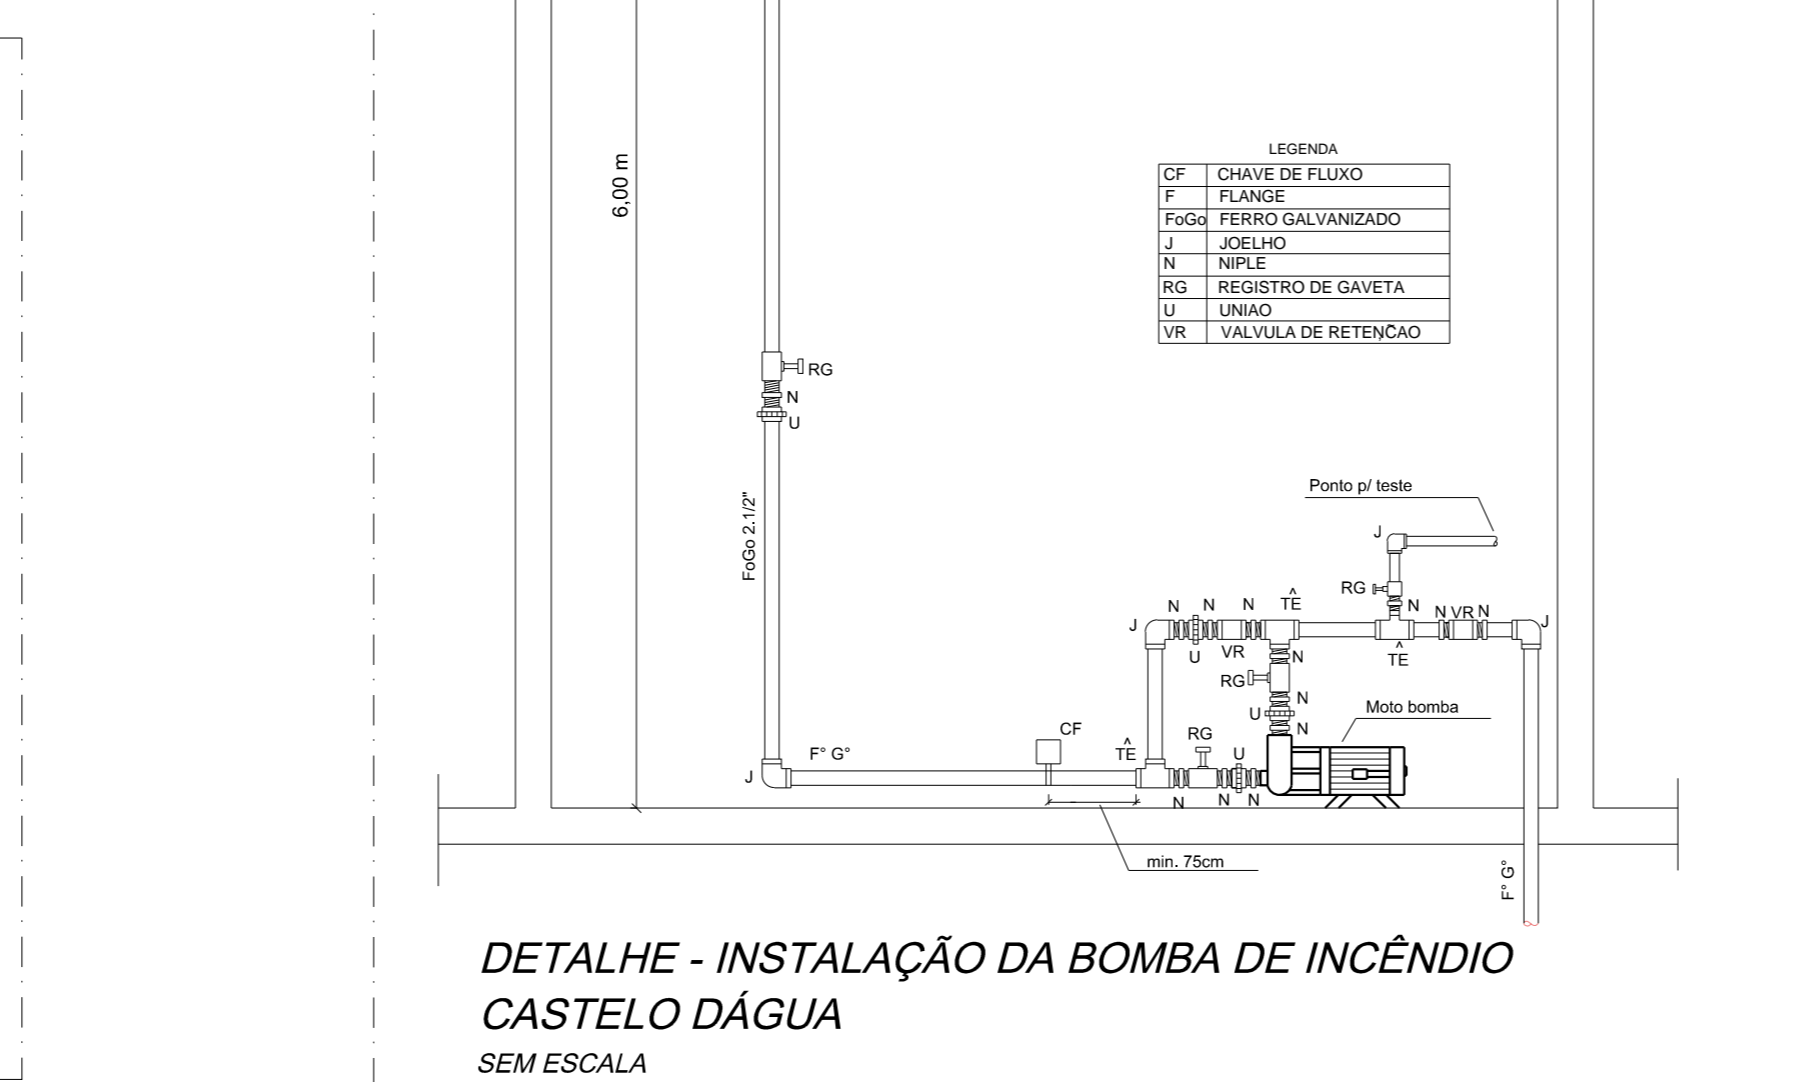 6,00 m
LEGENDA
CF CHAVE DE FLUXO
F FLANGE
FoGo FERRO GALVANIZADO
J JOELHO
N NIPLE
RG REGISTRO DE GAVETA
U UNIAO
VR VALVULA DE RETENÇÃO
RG
N
U
FoGo 2.1/2"
Ponto p/ teste
J
RG
N
N N N TÊ
N VR N
J
J
U VR N
TÊ
RG
N
U
N
Moto bomba
CF
TÊ
RG
U
J
F° G°
N N N
min. 75cm
F° G°
DETALHE - INSTALAÇÃO DA BOMBA DE INCÊNDIO
CASTELO DÁGUA
SEM ESCALA